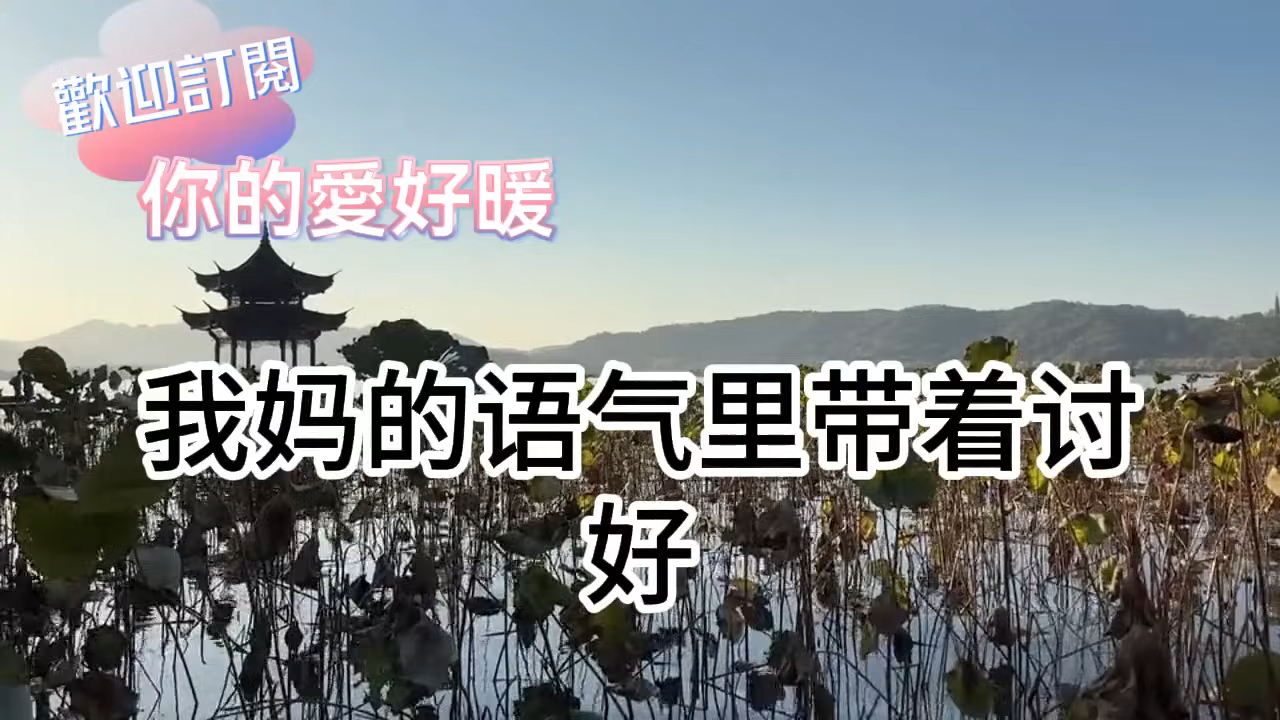 歡迎訂閱
你的愛好暖
我妈的语气里带着讨
好